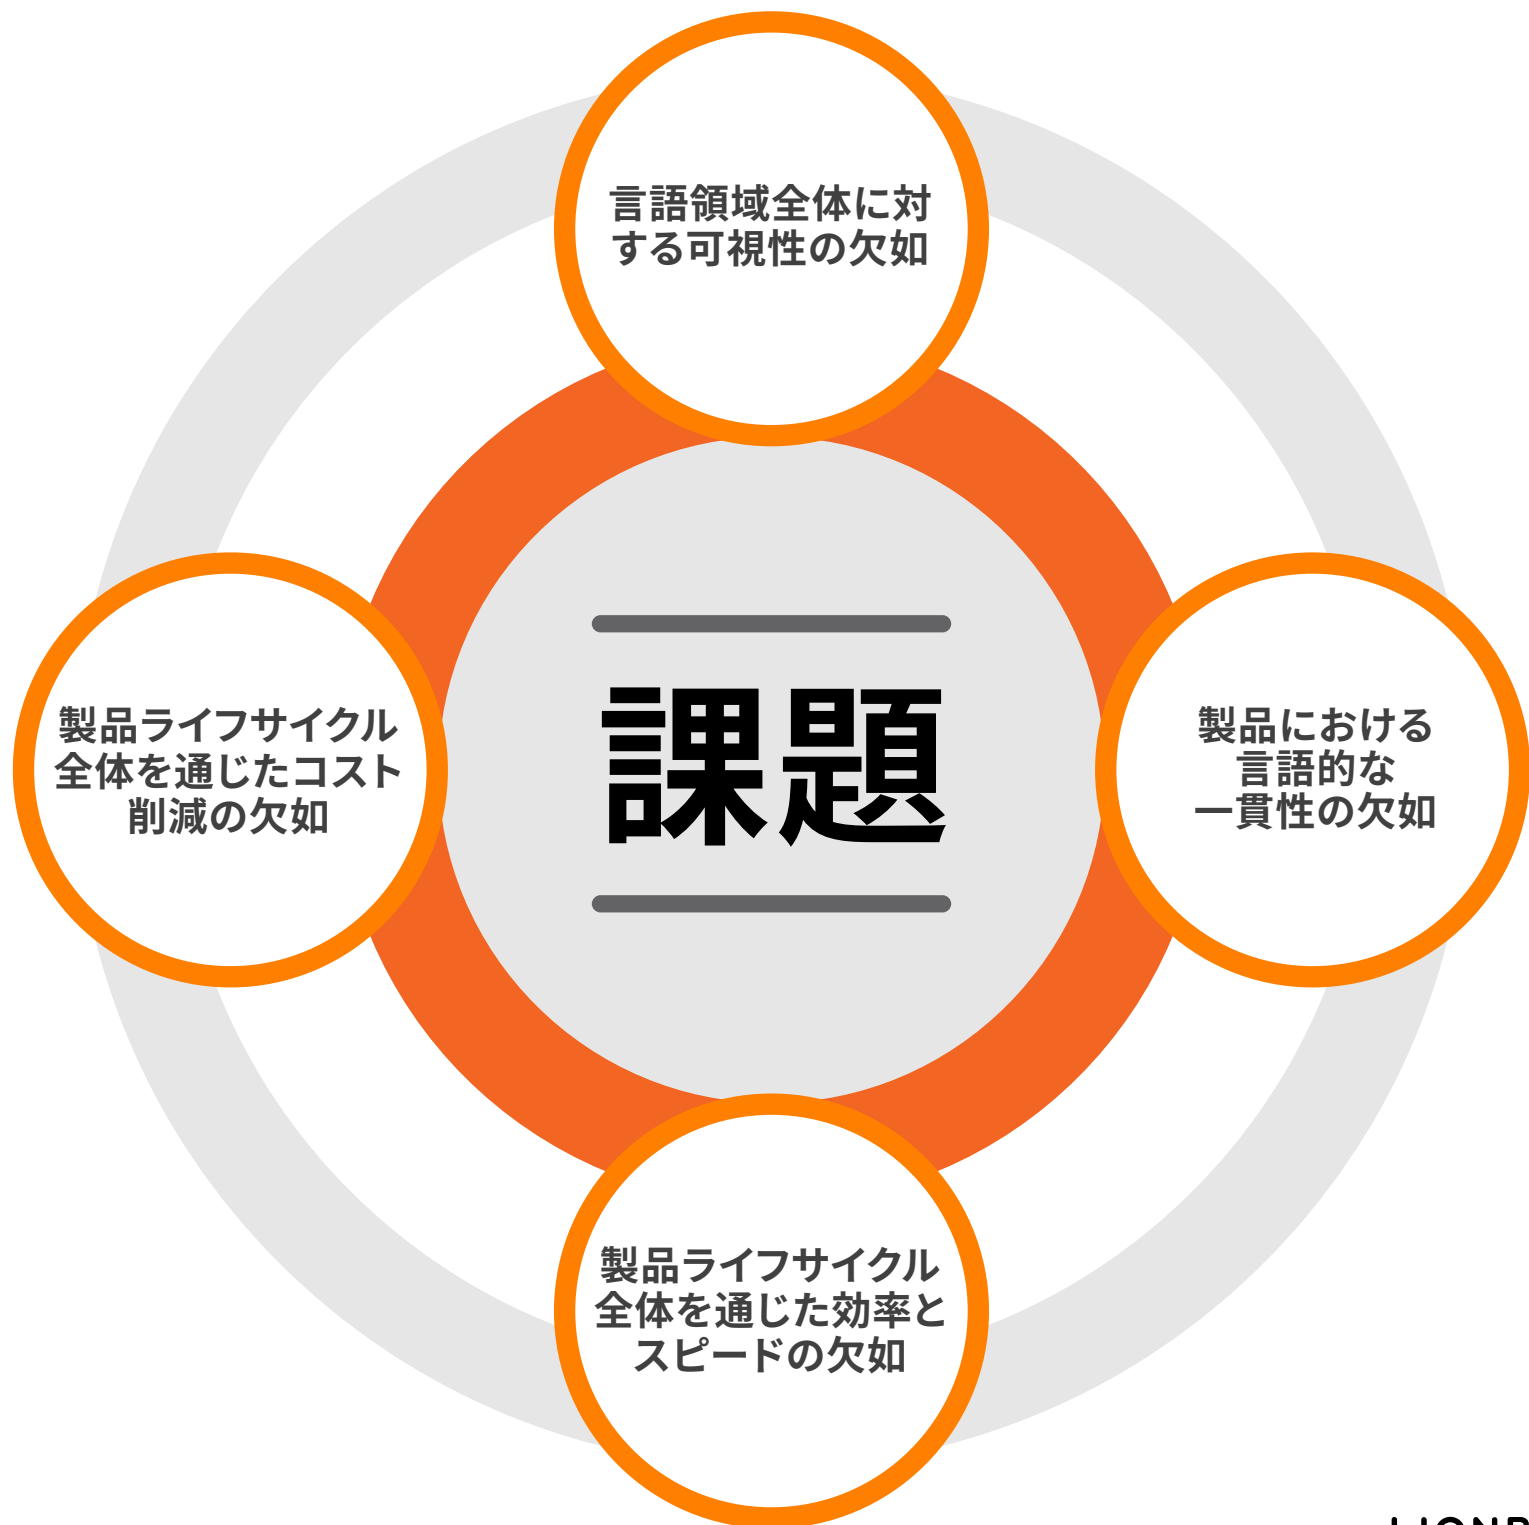 言語領域全体に対
する可視性の欠如
製品ライフサイクル
全体を通じたコスト
削減の欠如
課題
製品における
言語的な
一貫性の欠如
製品ライフサイクル
全体を通じた効率と
スピードの欠如